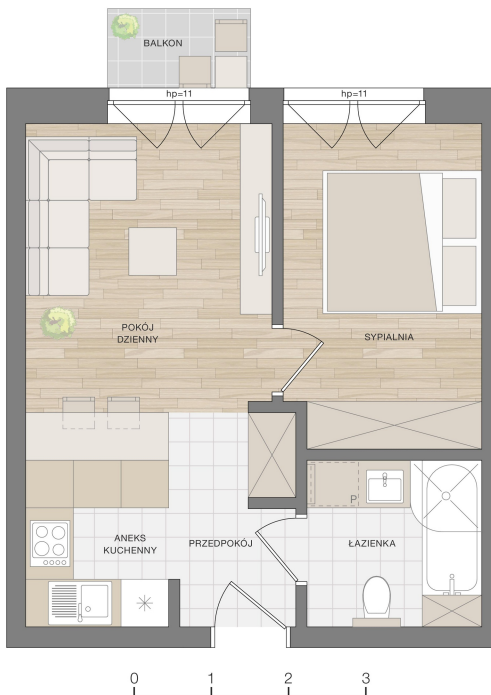 BALKON
hp=11
hp=11
POKÓJ
DZIENNY
SYPIALNIA
P
ANEKS
KUCHENNY
PRZEDPOKÓJ
ŁAZIENKA
0 1 2 3